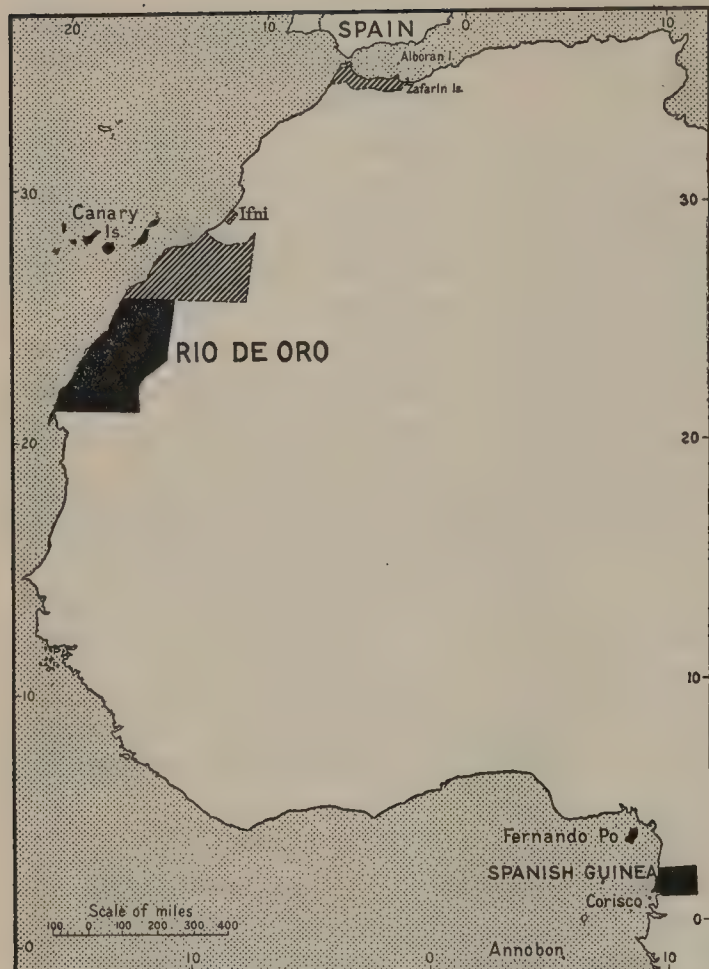 20
10
SPAIN
0
10
Alboran I.
Zafarin Is.
30
30
Canary
Is.
Ifni
RIO DE ORO
20
20
10
10
Fernando Po
SPANISH GUINEA
Corisco
Scale of miles
100 0 100 200 300 400
0
0
Annobon
10
0
10